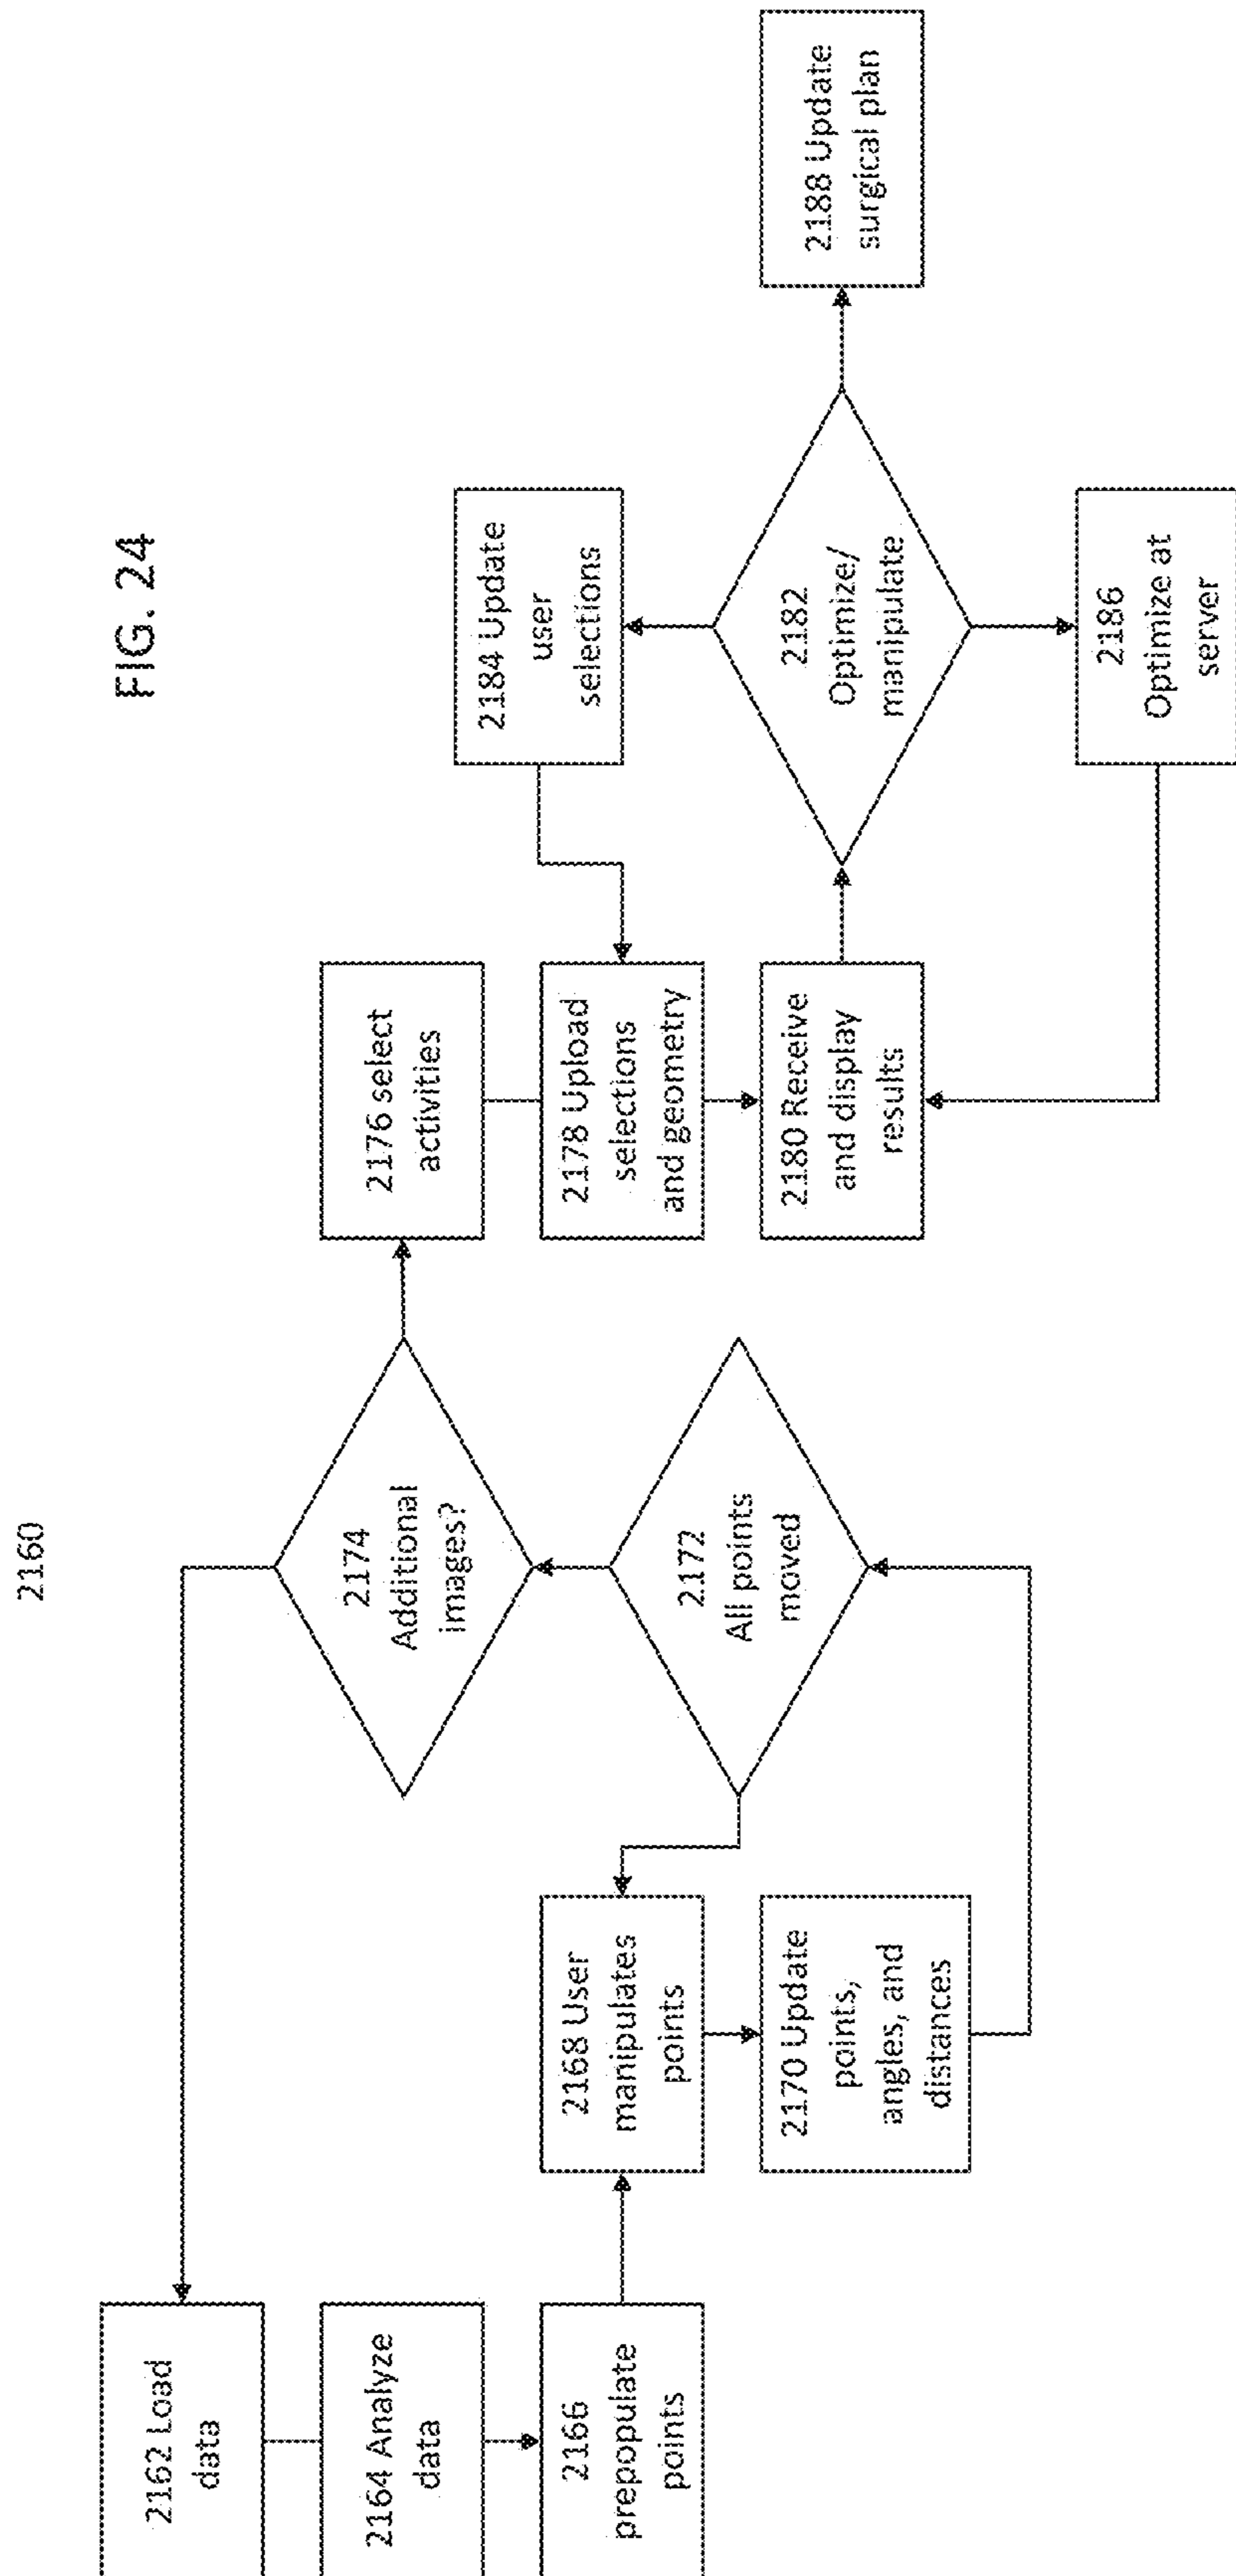 2160
FIG. 24
2162 Load
data
2164 Analyze
data
2166
prepopulate
points
2168 User
manipulates
points
2170 Update
points,
angles, and
distances
2172
All points
moved
2174
Additional
images?
2176 select
activities
2178 Upload
selections
and geometry
2180 Receive
and display
results
2182
Optimize/
manipulate
2184 Update
user
selections
2186
Optimize at
server
2188 Update
surgical plan